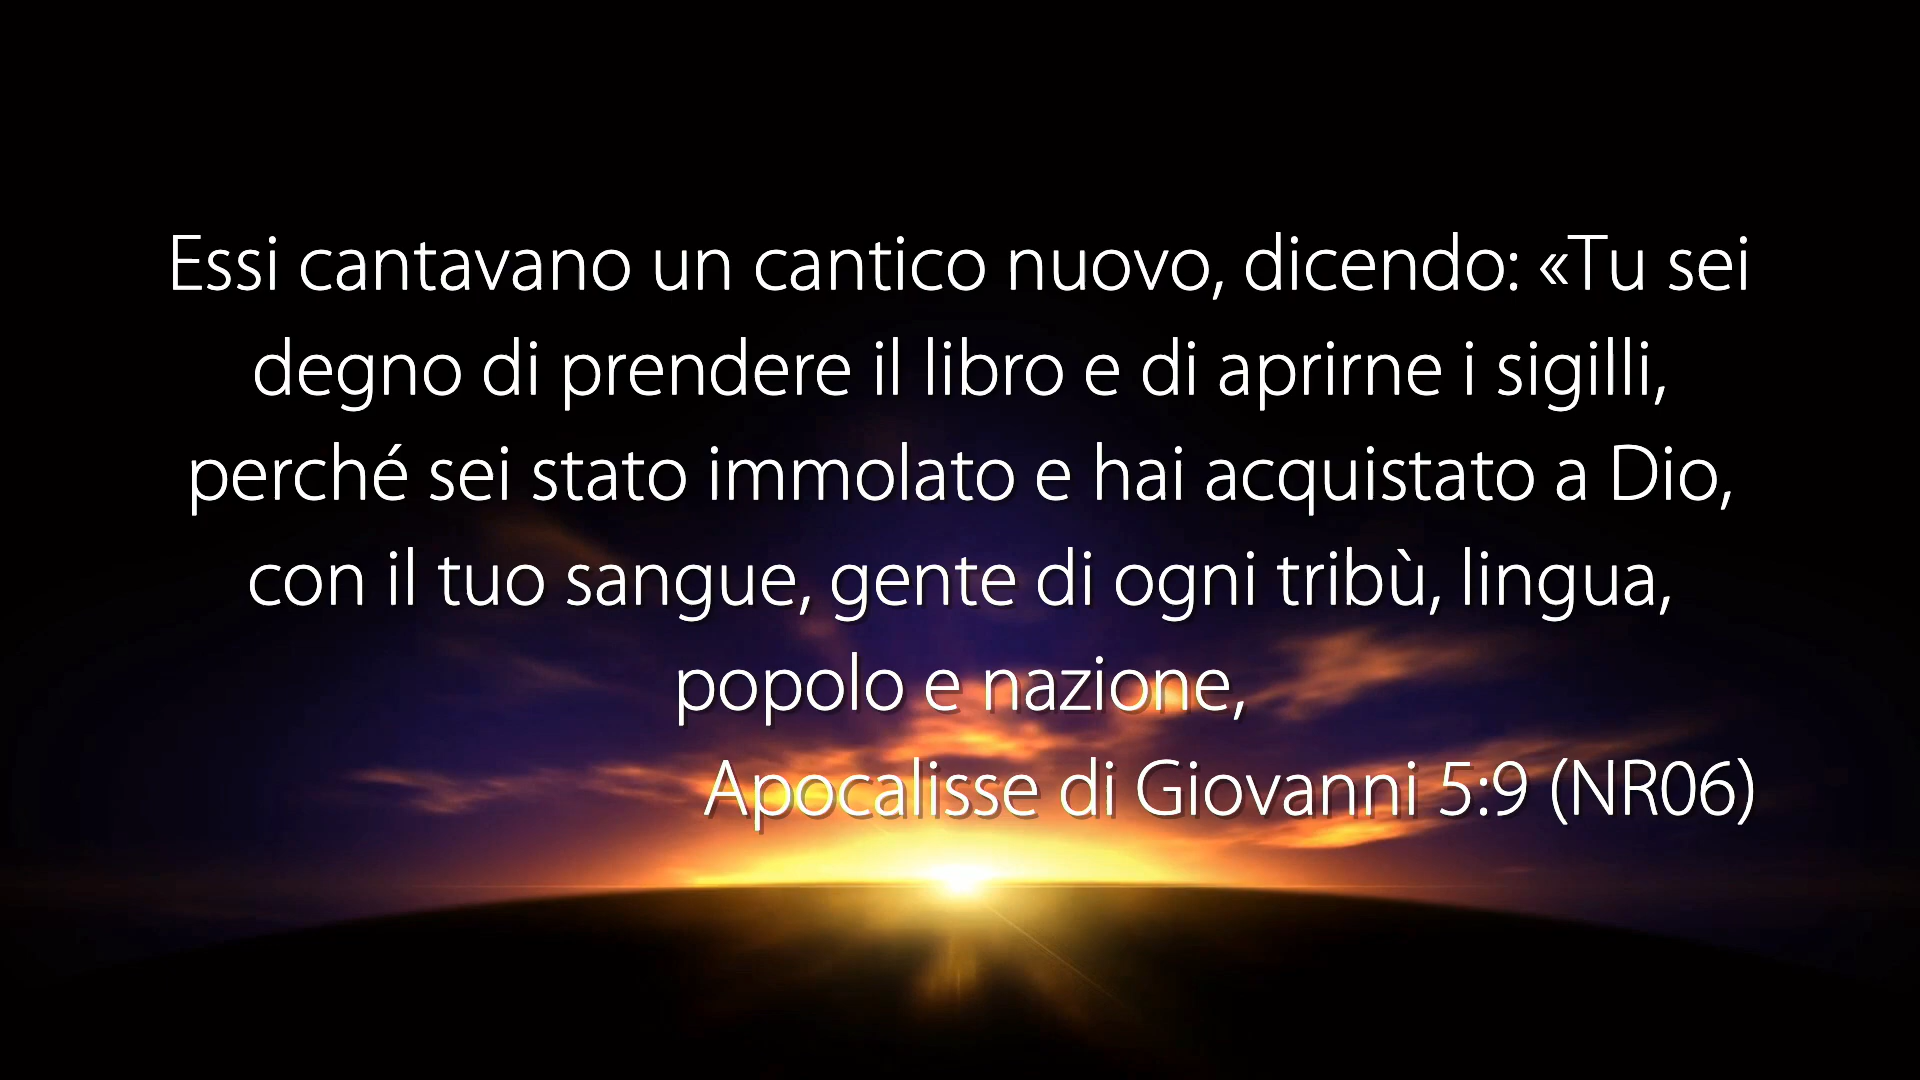 Essi cantavano un cantico nuovo, dicendo: «Tu sei
degno di prendere il libro e di aprirne i sigilli,
perché sei stato immolato e hai acquistato a Dio,
con il tuo sangue, gente di ogni tribù, lingua,
popolo e nazione,
Apocalisse di Giovanni 5:9 (NR06)